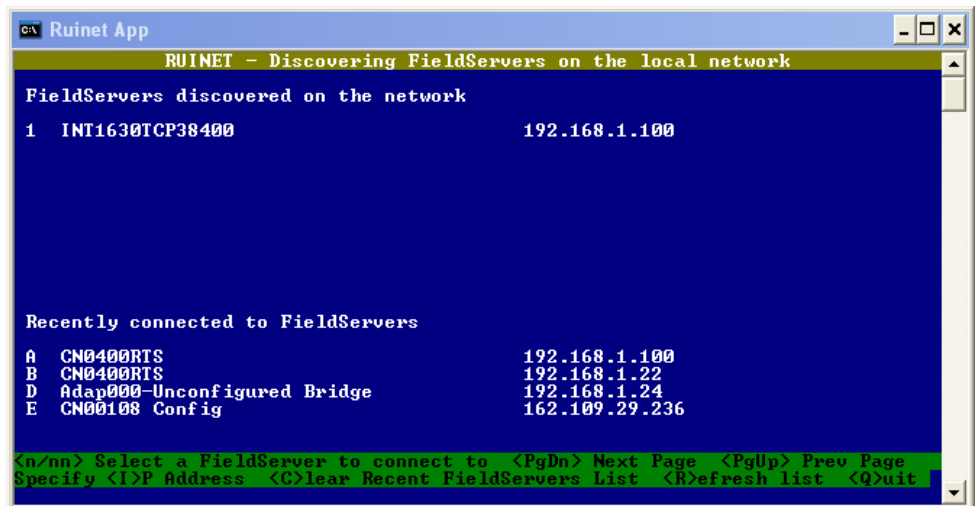 Ruinet App
RUINET - Discovering FieldServers on the local network
FieldServers discovered on the network
1 INT1630TCP38400 192.168.1.100
Recently connected to FieldServers
A CN0400RTS 192.168.1.100
B CN0400RTS 192.168.1.22
D Adap000-Unconfigured Bridge 192.168.1.24
E CN00108 Config 162.109.29.236
<n/nn> Select a FieldServer to connect to <PgDn> Next Page <PgUp> Prev Page
Specify <I>P Address <C>lear Recent FieldServers List <R>efresh list <Q>uit